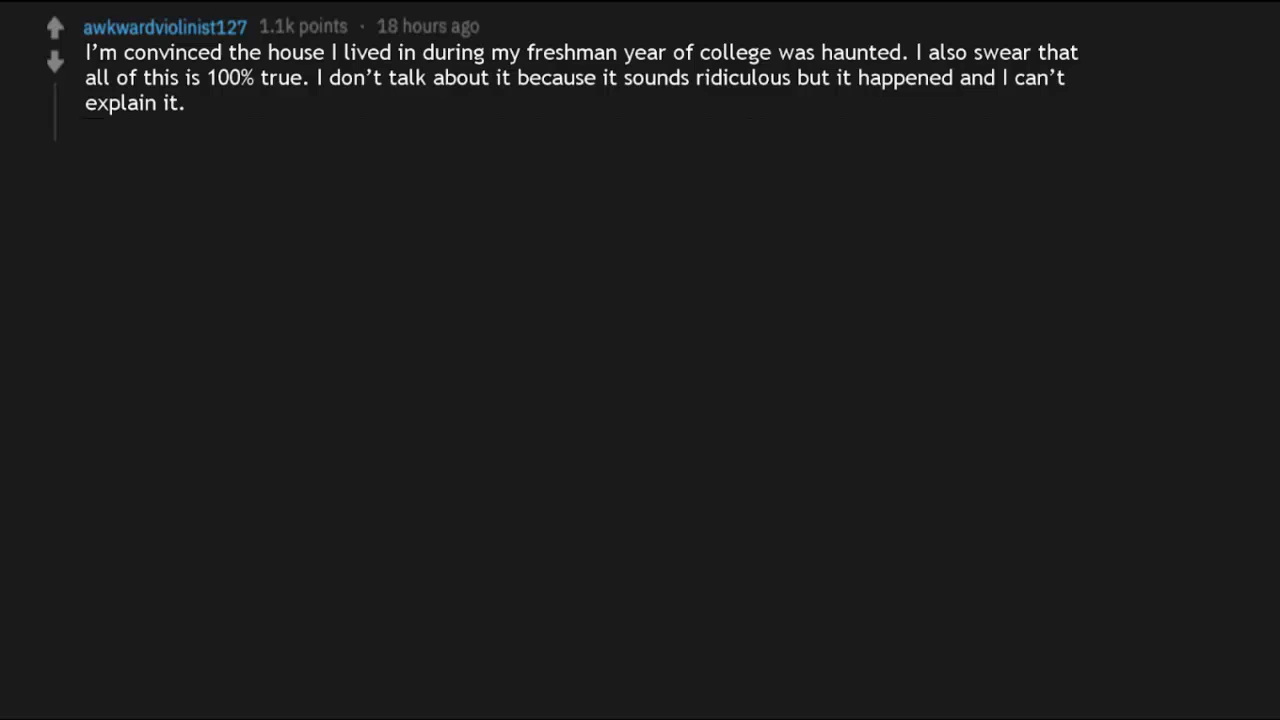 awkwardviolinist127 1.1k points · 18 hours ago
I’m convinced the house I lived in during my freshman year of college was haunted. I also swear that
all of this is 100% true. I don’t talk about it because it sounds ridiculous but it happened and I can’t
explain it.